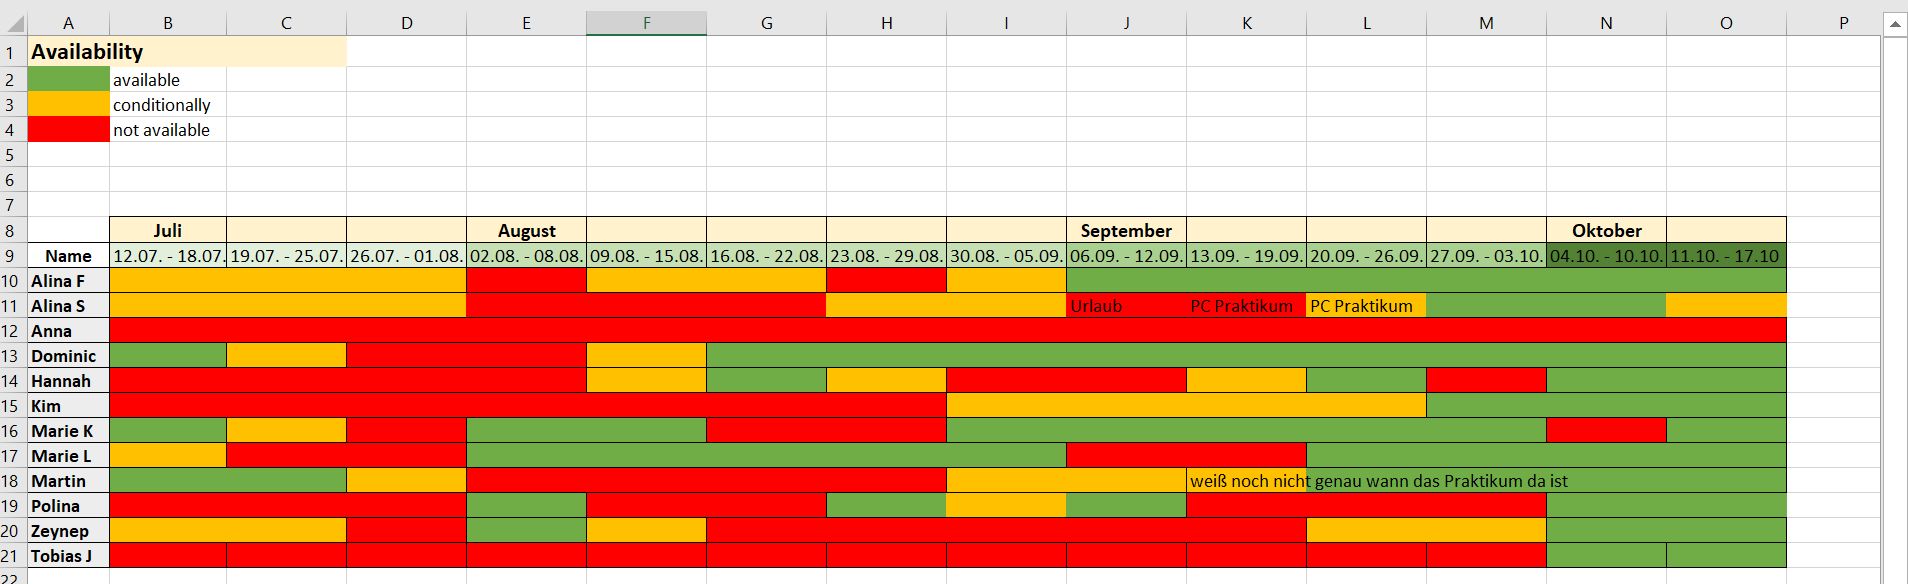 A B C D E F G H I J K L M N O P
1 Availability
2 available
3 conditionally
4 not available
5
6
7
8 Juli August September Oktober
9 Name 12.07. - 18.07. 19.07. - 25.07. 26.07. - 01.08. 02.08. - 08.08. 09.08. - 15.08. 16.08. - 22.08. 23.08. - 29.08. 30.08. - 05.09. 06.09. - 12.09. 13.09. - 19.09. 20.09. - 26.09. 27.09. - 03.10. 04.10. - 10.10. 11.10. - 17.10
10 Alina F
11 Alina S Urlaub PC Praktikum PC Praktikum
12 Anna
13 Dominic
14 Hannah
15 Kim
16 Marie K
17 Marie L
18 Martin weiß noch nicht genau wann das Praktikum da ist
19 Polina
20 Zeynep
21 Tobias J
22